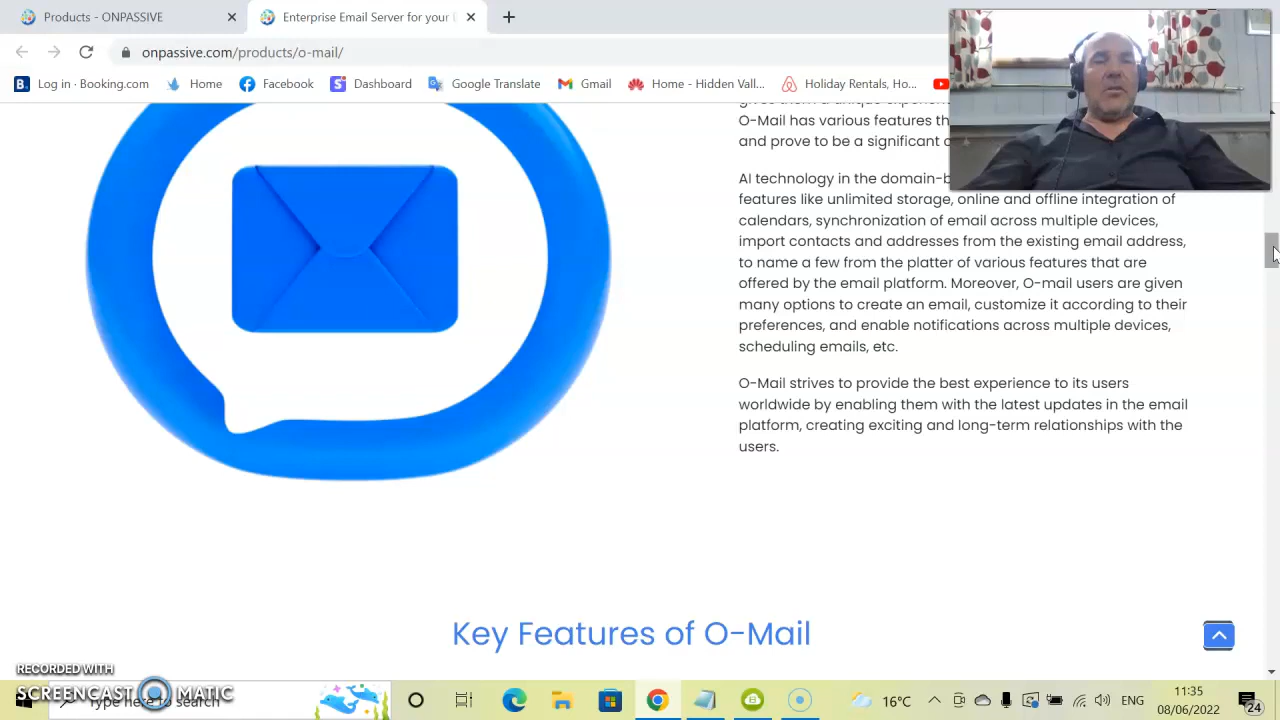 Products - ONPASSIVE
Enterprise Email Server for your
onpassive.com/products/o-mail/
Log in · Booking.com
Home
Facebook
Dashboard
Google Translate
Gmail
Home - Hidden Vall...
Holiday Rentals, Ho...
O-Mail has various features
and prove to be a significant
AI technology in the
features like unlimited storage, online and offline integration of
calendars, synchronization of email across multiple devices,
import contacts and addresses from the existing email address,
to name a few from the platter of various features that are
offered by the email platform. Moreover, O-mail users are given
many options to create an email, customize it according to their
preferences, and enable notifications across multiple devices,
scheduling emails, etc.
O-Mail strives to provide the best experience to its users
worldwide by enabling them with the latest updates in the email
platform, creating exciting and long-term relationships with the
users.
Key Features of O-Mail
RECORDED WITH
SCREENCAST MATIC
Type here to search
16°C
ENG
11:35
08/06/2022
24